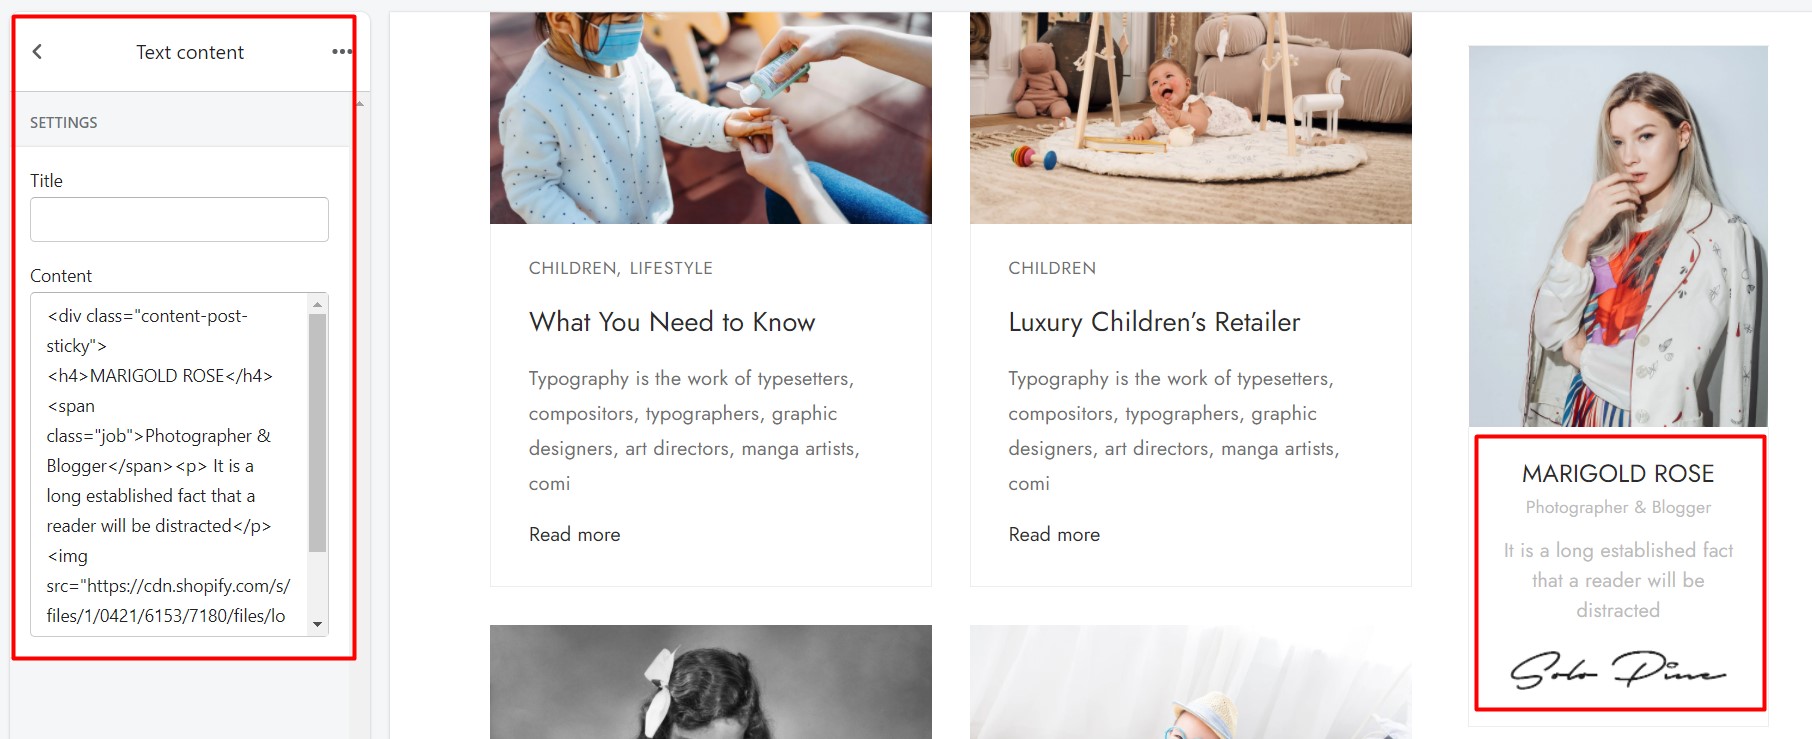 Text content
SETTINGS
Title
Content
<div class="content-post-
sticky">
<h4>MARIGOLD ROSE</h4>
<span
class="job">Photographer &
Blogger</span><p> It is a
long established fact that a
reader will be distracted</p>
<img
src="https://cdn.shopify.com/s/
files/1/0421/6153/7180/files/lo
CHILDREN, LIFESTYLE
What You Need to Know
Typography is the work of typesetters,
compositors, typographers, graphic
designers, art directors, manga artists,
comi
Read more
CHILDREN
Luxury Children’s Retailer
Typography is the work of typesetters,
compositors, typographers, graphic
designers, art directors, manga artists,
comi
Read more
MARIGOLD ROSE
Photographer & Blogger
It is a long established fact
that a reader will be
distracted
Solo Pine